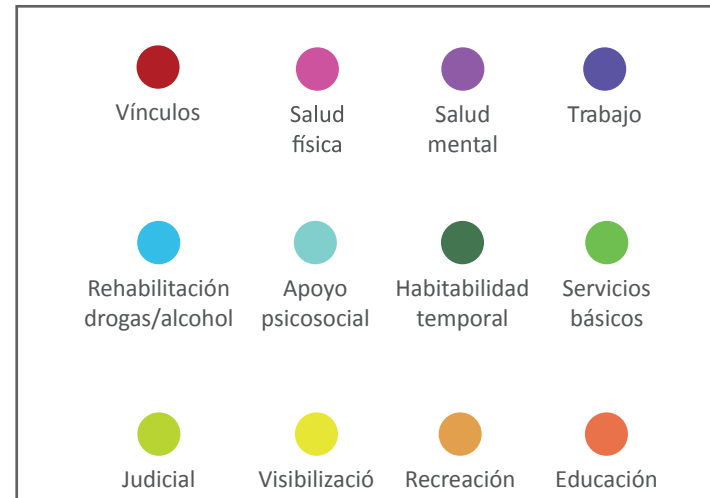 Vínculos
Salud
física
Salud
mental
Trabajo
Rehabilitación
drogas/alcohol
Apoyo
psicosocial
Habitabilidad
temporal
Servicios
básicos
Judicial
Visibilizació
Recreación
Educación